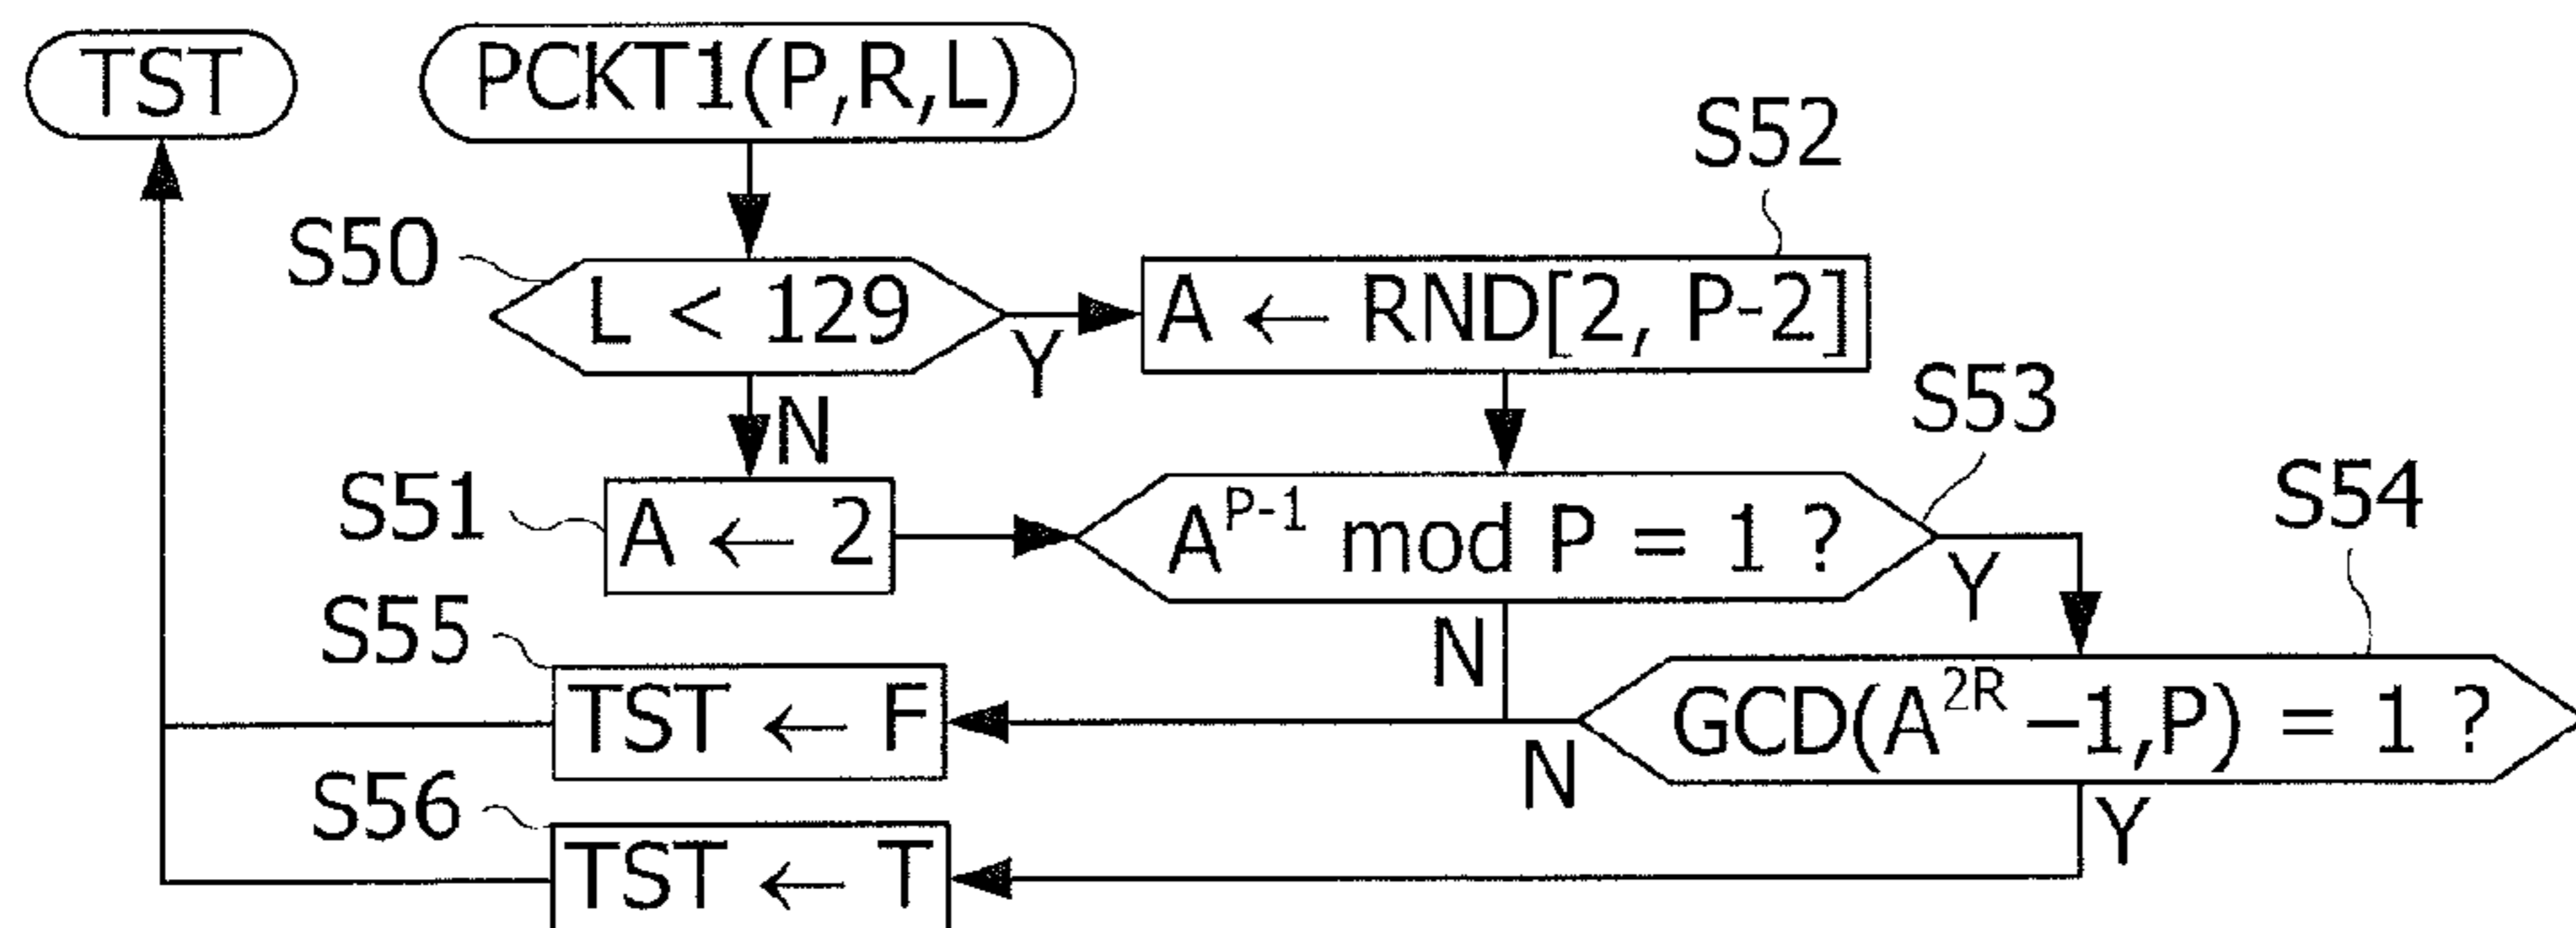 TST
PCKT1(P,R,L)
S52
S50
L < 129
Y
A ← RND[2, P-2]
N
S53
S51
A ← 2
A^{P-1} mod P = 1 ?
Y
S54
S55
N
TST ← F
GCD(A^{2R} −1,P) = 1 ?
N
S56
Y
TST ← T